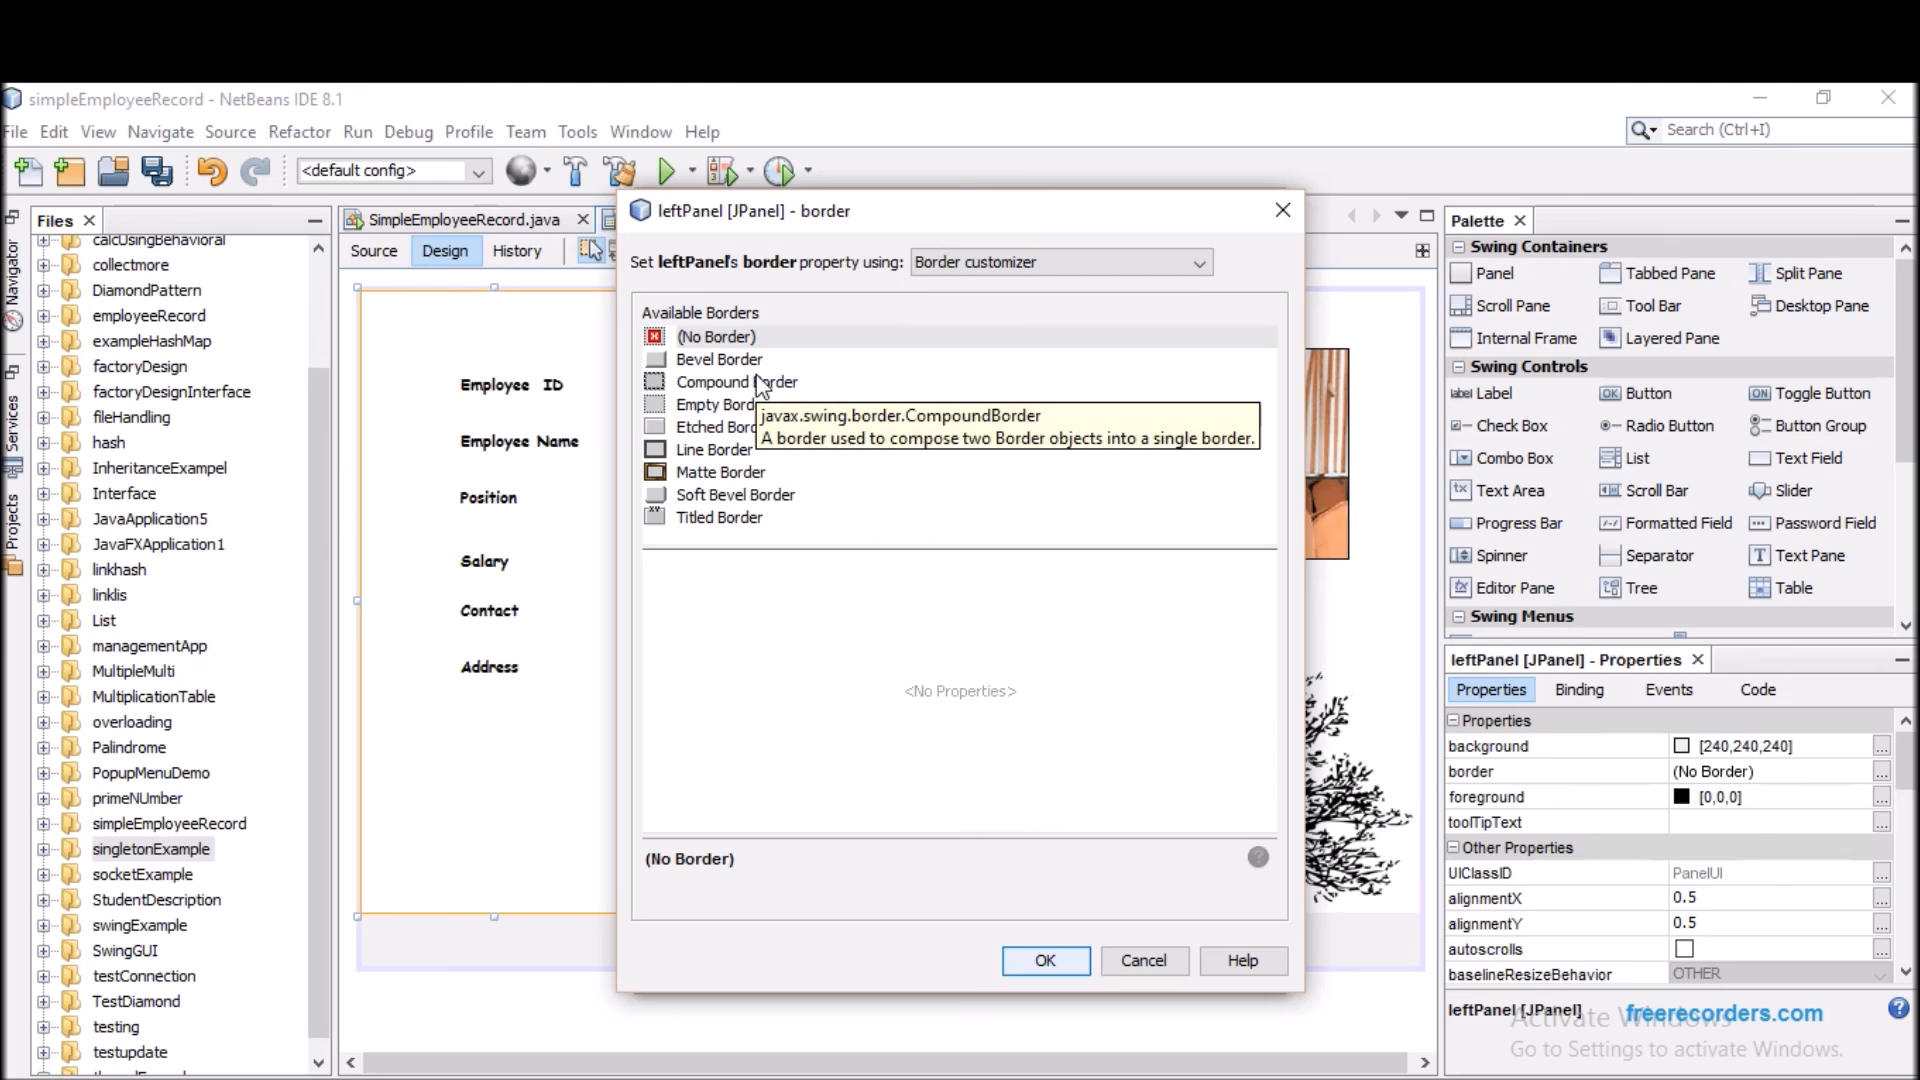 simpleEmployeeRecord - NetBeans IDE 8.1
File Edit View Navigate Source Refactor Run Debug Profile Team Tools Window Help
Search (Ctrl+I)
<default config>
Navigator
Services
Projects
Files
calcUsingBehavioral
collectmore
DiamondPattern
employeeRecord
exampleHashMap
factoryDesign
factoryDesignInterface
fileHandling
hash
InheritanceExampel
Interface
JavaApplication5
JavaFXApplication1
linkhash
linklis
List
managementApp
MultipleMulti
MultiplicationTable
overloading
Palindrome
PopupMenuDemo
primeNUmber
simpleEmployeeRecord
singletonExample
socketExample
StudentDescription
swingExample
SwingGUI
testConnection
TestDiamond
testing
testupdate
SimpleEmployeeRecord.java
Source Design History
Employee ID
Employee Name
Position
Salary
Contact
Address
leftPanel [JPanel] - border
Set leftPanel's border property using: Border customizer
Available Borders
(No Border)
Bevel Border
Compound Border
Empty Bord
Etched Bor
Line Border
Matte Border
Soft Bevel Border
Titled Border
javax.swing.border.CompoundBorder
A border used to compose two Border objects into a single border.
<No Properties>
(No Border)
OK Cancel Help
Palette
Swing Containers
Panel Tabbed Pane Split Pane
Scroll Pane Tool Bar Desktop Pane
Internal Frame Layered Pane
Swing Controls
label Label OK Button ON Toggle Button
Check Box Radio Button Button Group
Combo Box List Text Field
Text Area Scroll Bar Slider
Progress Bar Formatted Field Password Field
Spinner Separator Text Pane
Editor Pane Tree Table
Swing Menus
leftPanel [JPanel] - Properties
Properties Binding Events Code
Properties
background [240,240,240] ...
border (No Border) ...
foreground [0,0,0] ...
toolTipText ...
Other Properties
UIClassID PanelUI ...
alignmentX 0.5 ...
alignmentY 0.5 ...
autoscrolls ...
baselineResizeBehavior OTHER
leftPanel [JPanel]
Activate Windows
freerecorders.com
Go to Settings to activate Windows.